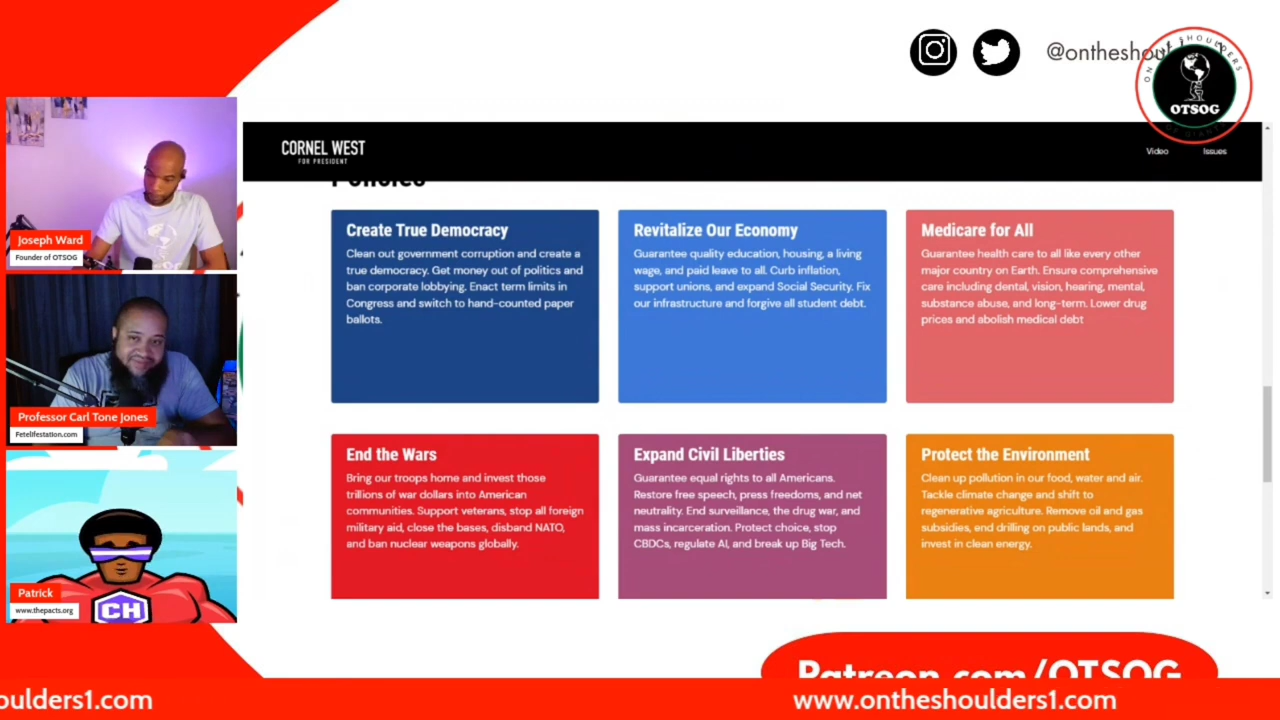 @ontheshoul
ON THE SHOULDERS
OTSOG
OF GIANTS
CORNEL WEST
FOR PRESIDENT
Video
Issues
Policies
Create True Democracy
Clean out government corruption and create a
true democracy. Get money out of politics and
ban corporate lobbying. Enact term limits in
Congress and switch to hand-counted paper
ballots.
Revitalize Our Economy
Guarantee quality education, housing, a living
wage, and paid leave to all. Curb inflation,
support unions, and expand Social Security. Fix
our infrastructure and forgive all student debt.
Medicare for All
Guarantee health care to all like every other
major country on Earth. Ensure comprehensive
care including dental, vision, hearing, mental,
substance abuse, and long-term. Lower drug
prices and abolish medical debt
End the Wars
Bring our troops home and invest those
trillions of war dollars into American
communities. Support veterans, stop all foreign
military aid, close the bases, disband NATO,
and ban nuclear weapons globally.
Expand Civil Liberties
Guarantee equal rights to all Americans.
Restore free speech, press freedoms, and net
neutrality. End surveillance, the drug war, and
mass incarceration. Protect choice, stop
CBDCs, regulate AI, and break up Big Tech.
Protect the Environment
Clean up pollution in our food, water and air.
Tackle climate change and shift to
regenerative agriculture. Remove oil and gas
subsidies, end drilling on public lands, and
invest in clean energy.
Joseph Ward
Founder of OTSOG
Professor Carl Tone Jones
Fetelifestation.com
Patrick
www.thepacts.org
CH
Patreon.com/OTSOG
oulders1.com
www.ontheshoulders1.com